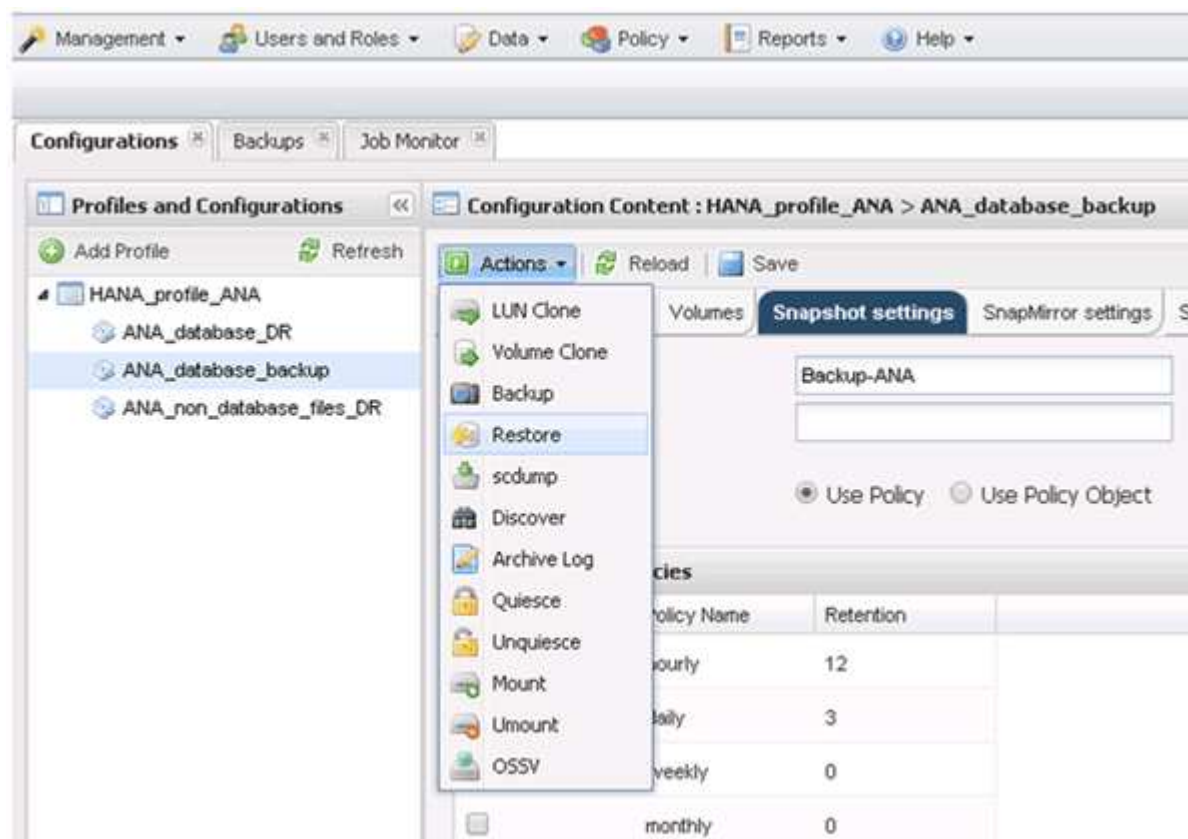 Management Users and Roles Data Policy Reports Help
Configurations Backups Job Monitor
Profiles and Configurations
Add Profile Refresh
HANA_profile_ANA
ANA_database_DR
ANA_database_backup
ANA_non_database_files_DR
Configuration Content : HANA_profile_ANA > ANA_database_backup
Actions Reload Save
Volumes Snapshot settings SnapMirror settings S
LUN Clone
Volume Clone
Backup
Restore
scdump
Discover
Archive Log
Quiesce
Unquiesce
Mount
Umount
OSSV
Backup-ANA
Use Policy Use Policy Object
cies
olicy Name Retention
ourly 12
aily 3
weekly 0
monthly 0